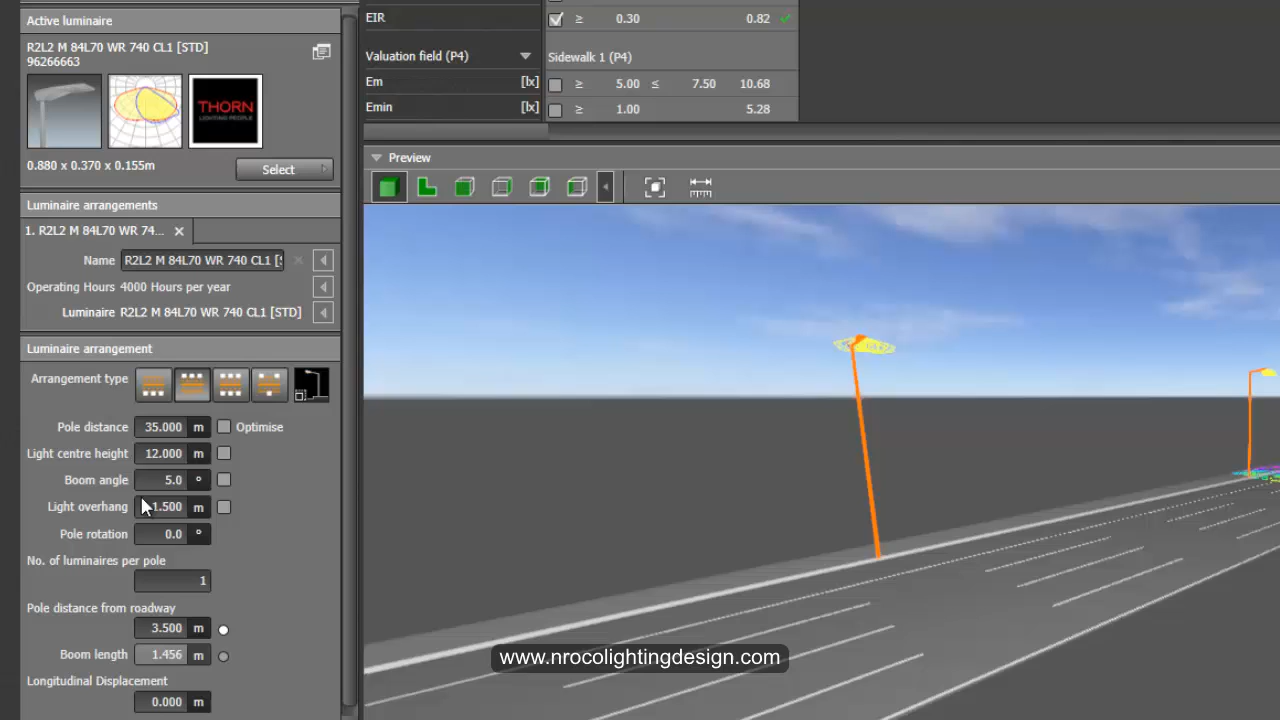 Active luminaire
R2L2 M 84L70 WR 740 CL1 [STD]
96266663
THORN
LIGHTING PEOPLE
0.880 x 0.370 x 0.155m
Select
Luminaire arrangements
1. R2L2 M 84L70 WR 74...
Name R2L2 M 84L70 WR 740 CL1 [
Operating Hours 4000 Hours per year
Luminaire R2L2 M 84L70 WR 740 CL1 [STD]
Luminaire arrangement
Arrangement type
Pole distance 35.000 m Optimise
Light centre height 12.000 m
Boom angle 5.0 °
Light overhang 1.500 m
Pole rotation 0.0 °
No. of luminaires per pole
1
Pole distance from roadway
3.500 m
Boom length 1.456 m
Longitudinal Displacement
0.000 m
EIR ≥ 0.30 0.82
Valuation field (P4) Sidewalk 1 (P4)
Em [lx] ≥ 5.00 ≤ 7.50 10.68
Emin [lx] ≥ 1.00 5.28
Preview
www.nrocolightingdesign.com